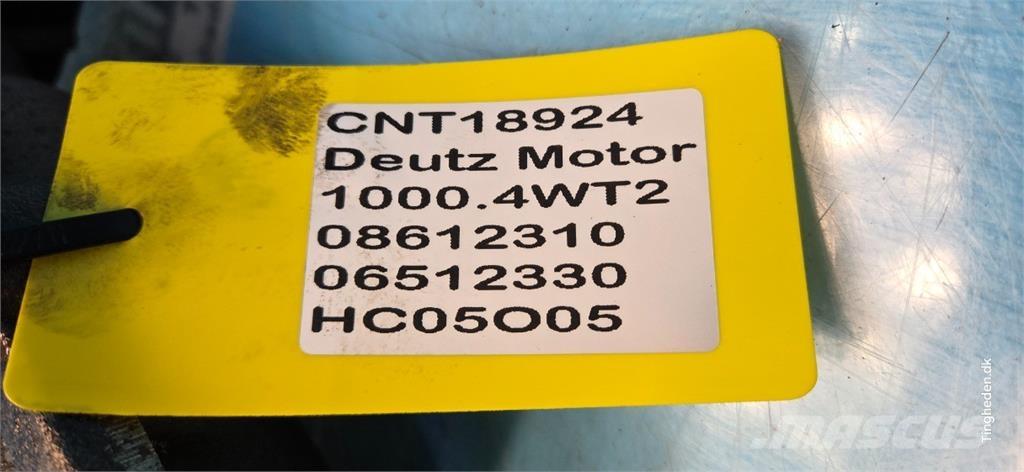 CNT18924
Deutz Motor
1000.4WT2
08612310
06512330
HC05O05
Tingheden.dk
MASCUS